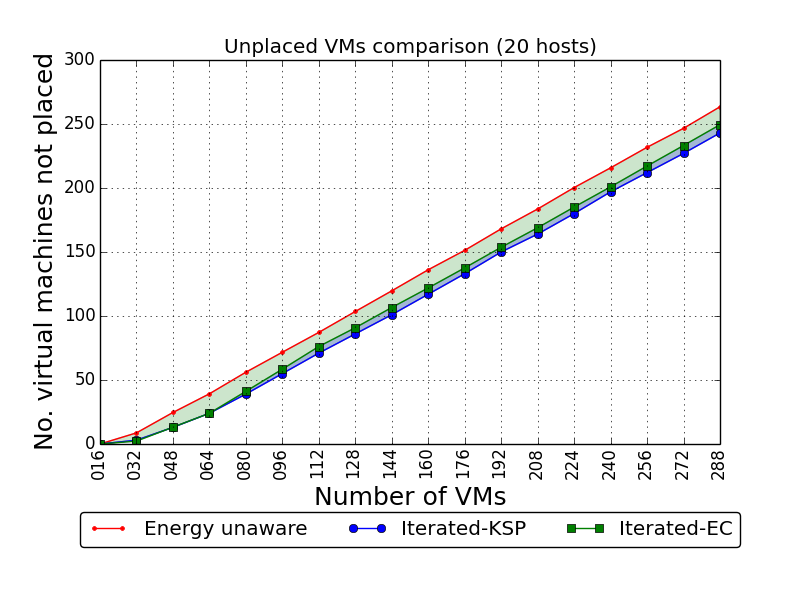 Unplaced VMs comparison (20 hosts)
No. virtual machines not placed
300
250
200
150
100
50
0
016 032 048 064 080 096 112 128 144 160 176 192 208 224 240 256 272 288
Number of VMs
Energy unaware Iterated-KSP Iterated-EC